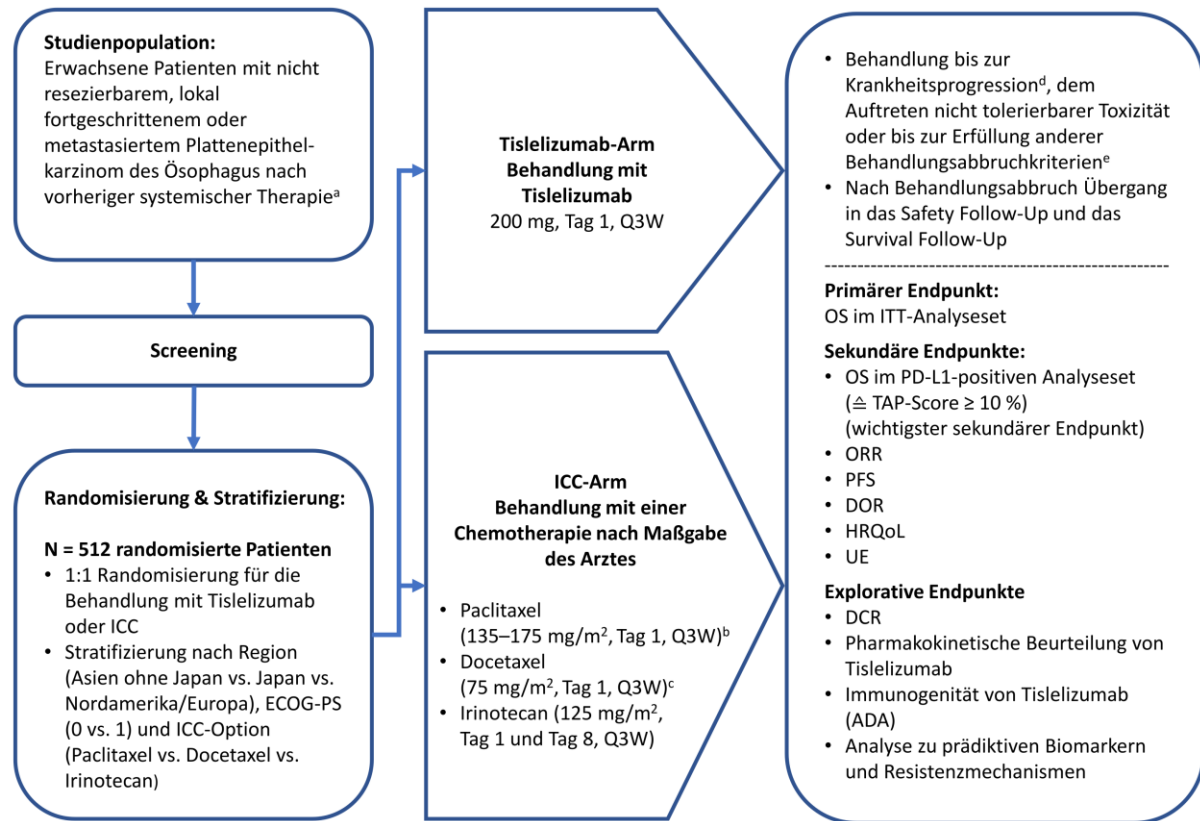 Studienpopulation:
Erwachsene Patienten mit nicht
resezierbarem, lokal
fortgeschrittenem oder
metastasiertem Plattenepithel-
karzinom des Ösophagus nach
vorheriger systemischer Therapieᵃ
Screening
Randomisierung & Stratifizierung:
N = 512 randomisierte Patienten
• 1:1 Randomisierung für die
Behandlung mit Tislelizumab
oder ICC
• Stratifizierung nach Region
(Asien ohne Japan vs. Japan vs.
Nordamerika/Europa), ECOG-PS
(0 vs. 1) und ICC-Option
(Paclitaxel vs. Docetaxel vs.
Irinotecan)
Tislelizumab-Arm
Behandlung mit
Tislelizumab
200 mg, Tag 1, Q3W
ICC-Arm
Behandlung mit einer
Chemotherapie nach Maßgabe
des Arztes
• Paclitaxel
(135–175 mg/m², Tag 1, Q3W)ᵇ
• Docetaxel
(75 mg/m², Tag 1, Q3W)ᶜ
• Irinotecan (125 mg/m²,
Tag 1 und Tag 8, Q3W)
• Behandlung bis zur
Krankheitsprogressionᵈ, dem
Auftreten nicht tolerierbarer Toxizität
oder bis zur Erfüllung anderer
Behandlungsabbruchkriterienᵉ
• Nach Behandlungsabbruch Übergang
in das Safety Follow-Up und das
Survival Follow-Up
Primärer Endpunkt:
OS im ITT-Analyseset
Sekundäre Endpunkte:
• OS im PD-L1-positiven Analyseset
(≙ TAP-Score ≥ 10 %)
(wichtigster sekundärer Endpunkt)
• ORR
• PFS
• DOR
• HRQoL
• UE
Explorative Endpunkte
• DCR
• Pharmakokinetische Beurteilung von
Tislelizumab
• Immunogenität von Tislelizumab
(ADA)
• Analyse zu prädiktiven Biomarkern
und Resistenzmechanismen